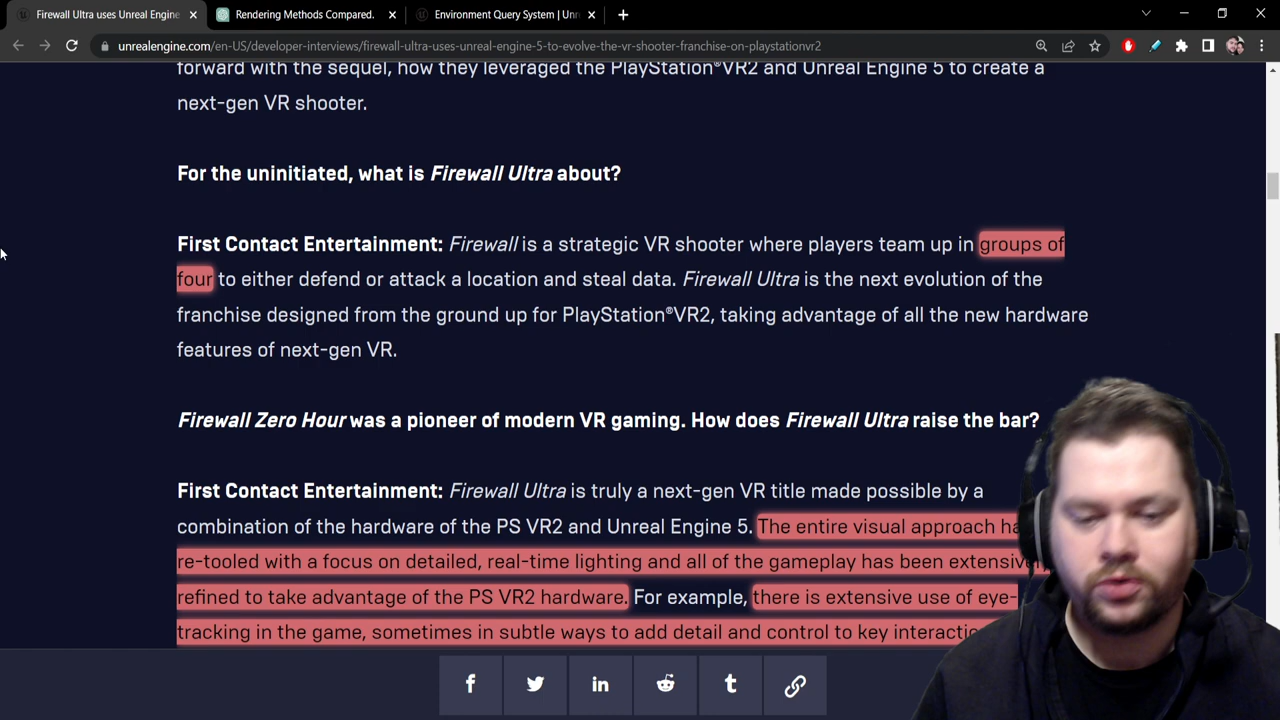 Firewall Ultra uses Unreal Engine
Rendering Methods Compared.
Environment Query System | Unr
unrealengine.com/en-US/developer-interviews/firewall-ultra-uses-unreal-engine-5-to-evolve-the-vr-shooter-franchise-on-playstationvr2
forward with the sequel, how they leveraged the PlayStation®VR2 and Unreal Engine 5 to create a
next-gen VR shooter.
For the uninitiated, what is Firewall Ultra about?
First Contact Entertainment: Firewall is a strategic VR shooter where players team up in groups of
four to either defend or attack a location and steal data. Firewall Ultra is the next evolution of the
franchise designed from the ground up for PlayStation®VR2, taking advantage of all the new hardware
features of next-gen VR.
Firewall Zero Hour was a pioneer of modern VR gaming. How does Firewall Ultra raise the bar?
First Contact Entertainment: Firewall Ultra is truly a next-gen VR title made possible by a
combination of the hardware of the PS VR2 and Unreal Engine 5. The entire visual approach
re-tooled with a focus on detailed, real-time lighting and all of the gameplay has been
refined to take advantage of the PS VR2 hardware. For example, there is extensive use of eye-
tracking in the game, sometimes in subtle ways to add detail and control to key
f
in
t